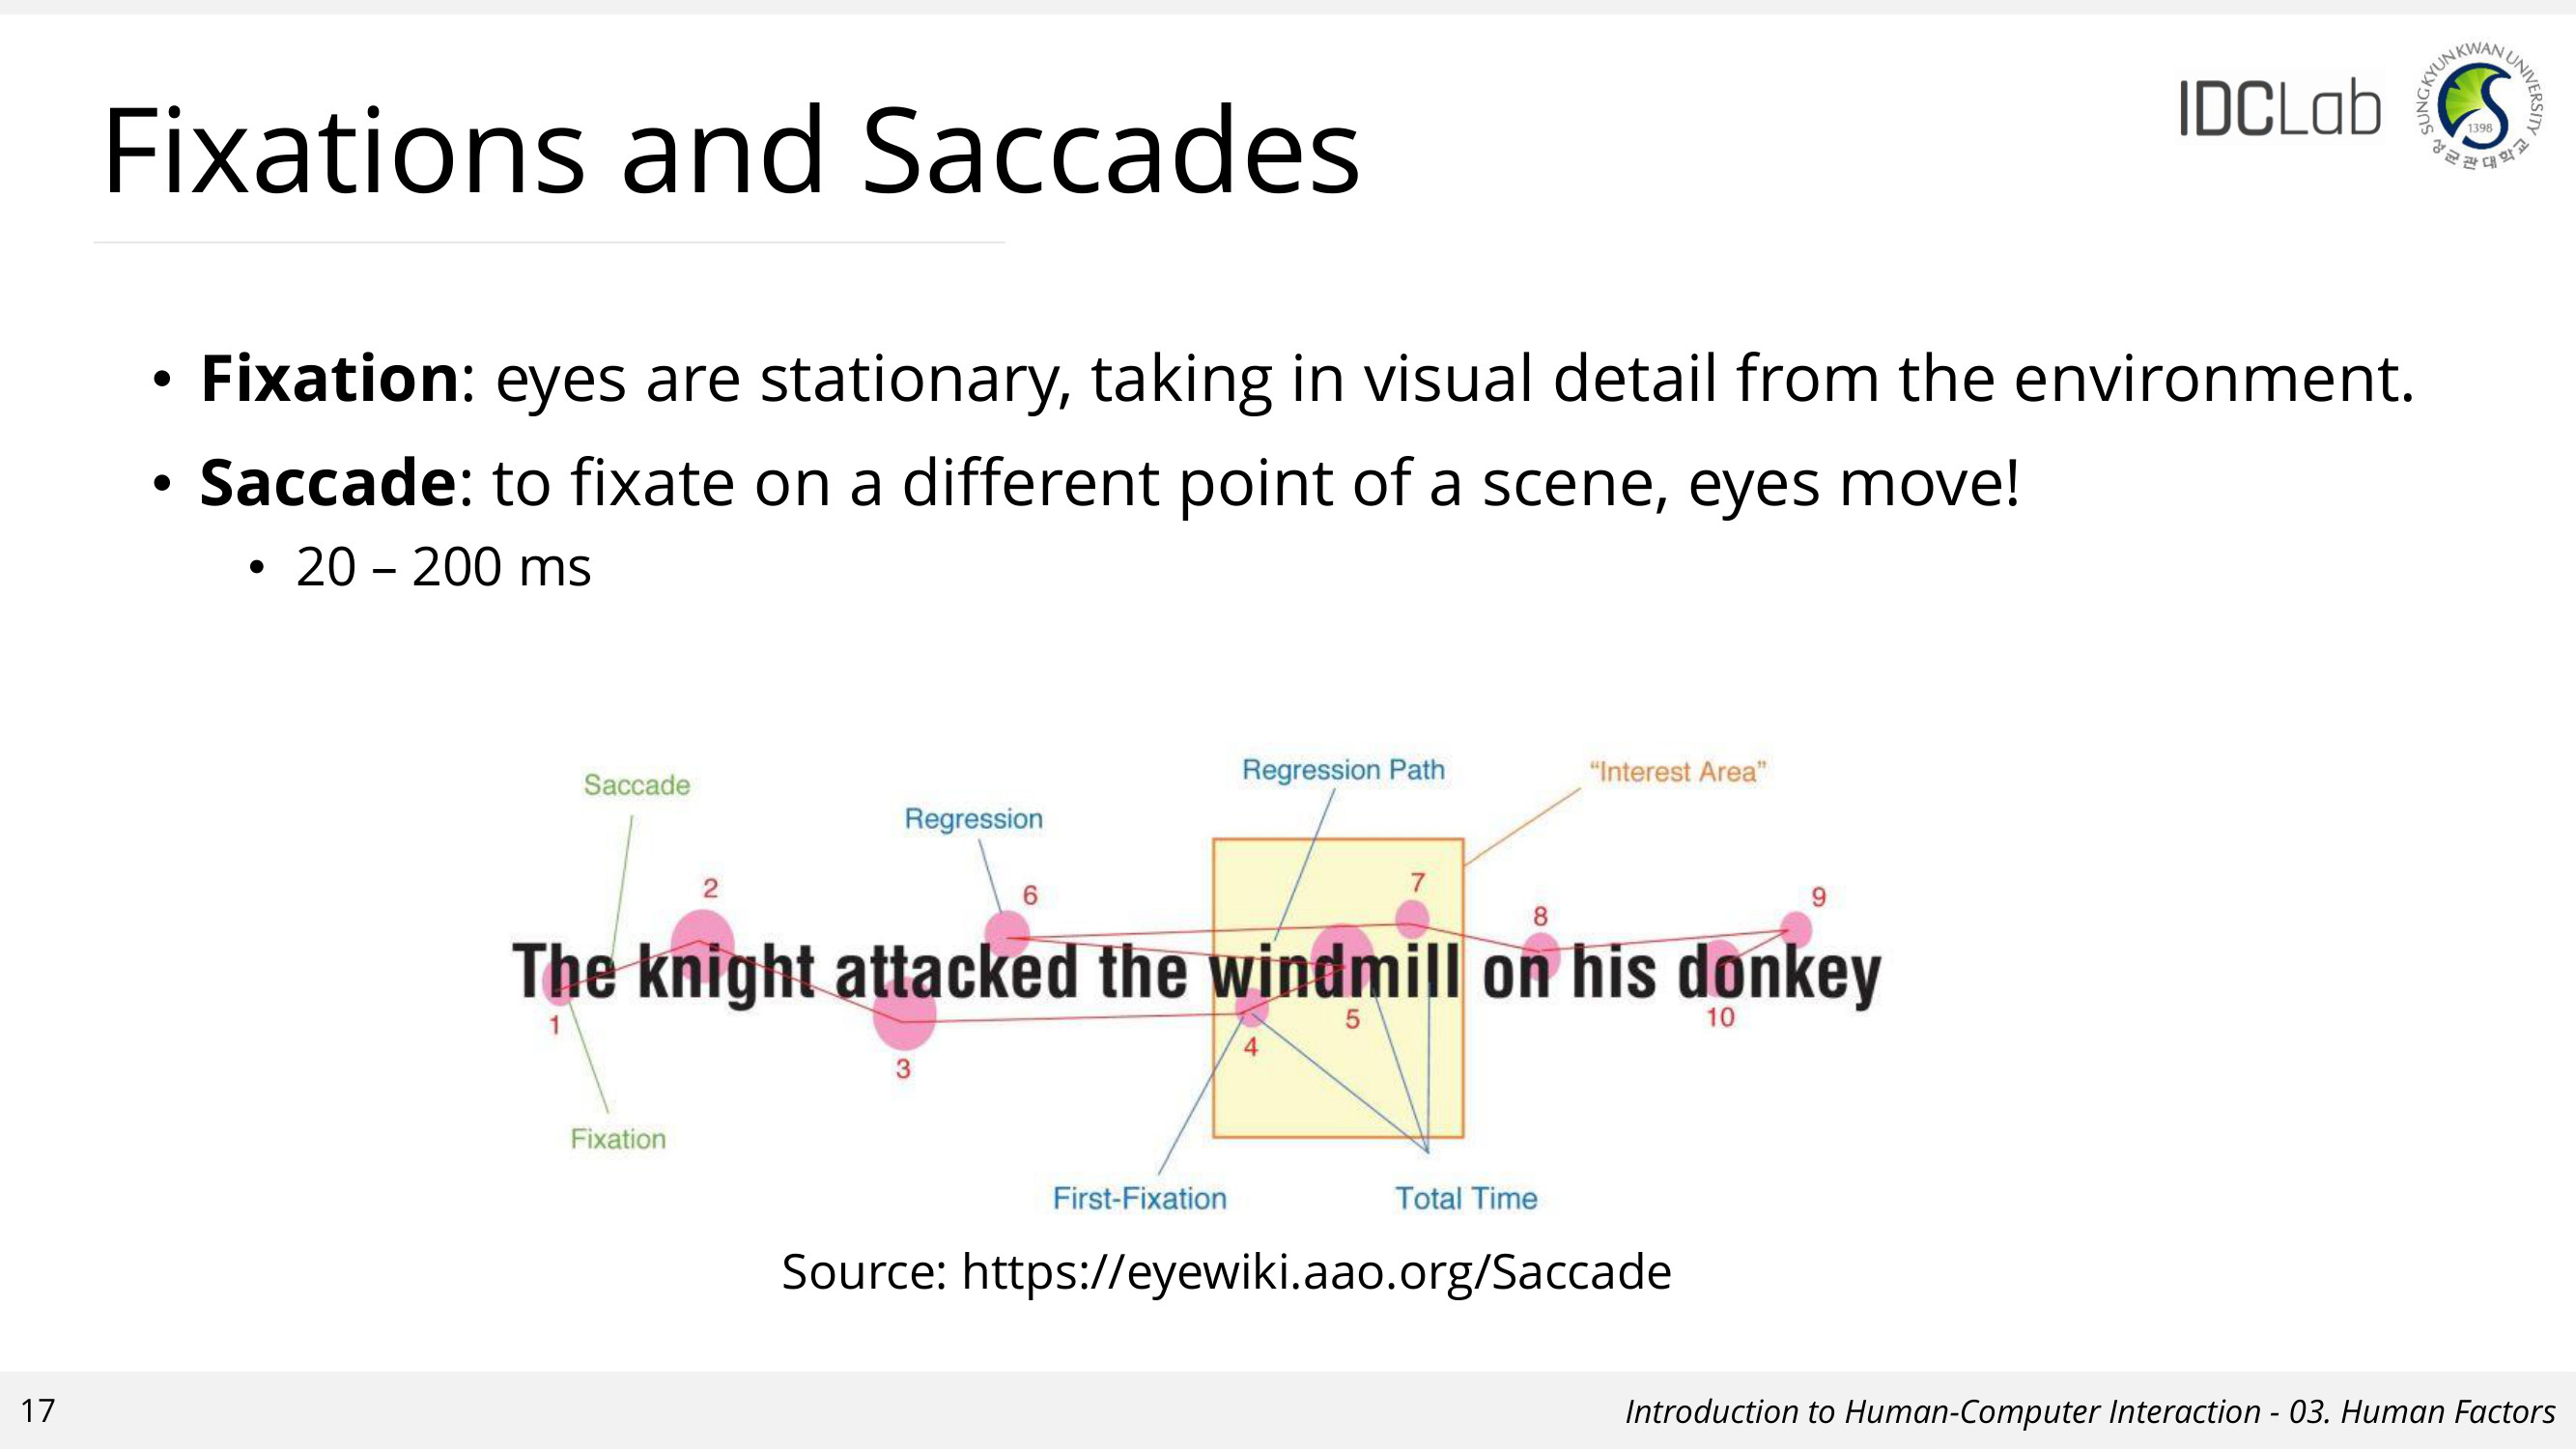 Fixations and Saccades
IDCLab
SUNGKYUNKWAN UNIVERSITY
1398
성균관대학교
• Fixation: eyes are stationary, taking in visual detail from the environment.
• Saccade: to fixate on a different point of a scene, eyes move!
• 20 – 200 ms
Saccade
Regression
Regression Path
“Interest Area”
2
6
7
8
9
The knight attacked the windmill on his donkey
1
3
4
5
10
Fixation
First-Fixation
Total Time
Source: https://eyewiki.aao.org/Saccade
17
Introduction to Human-Computer Interaction - 03. Human Factors